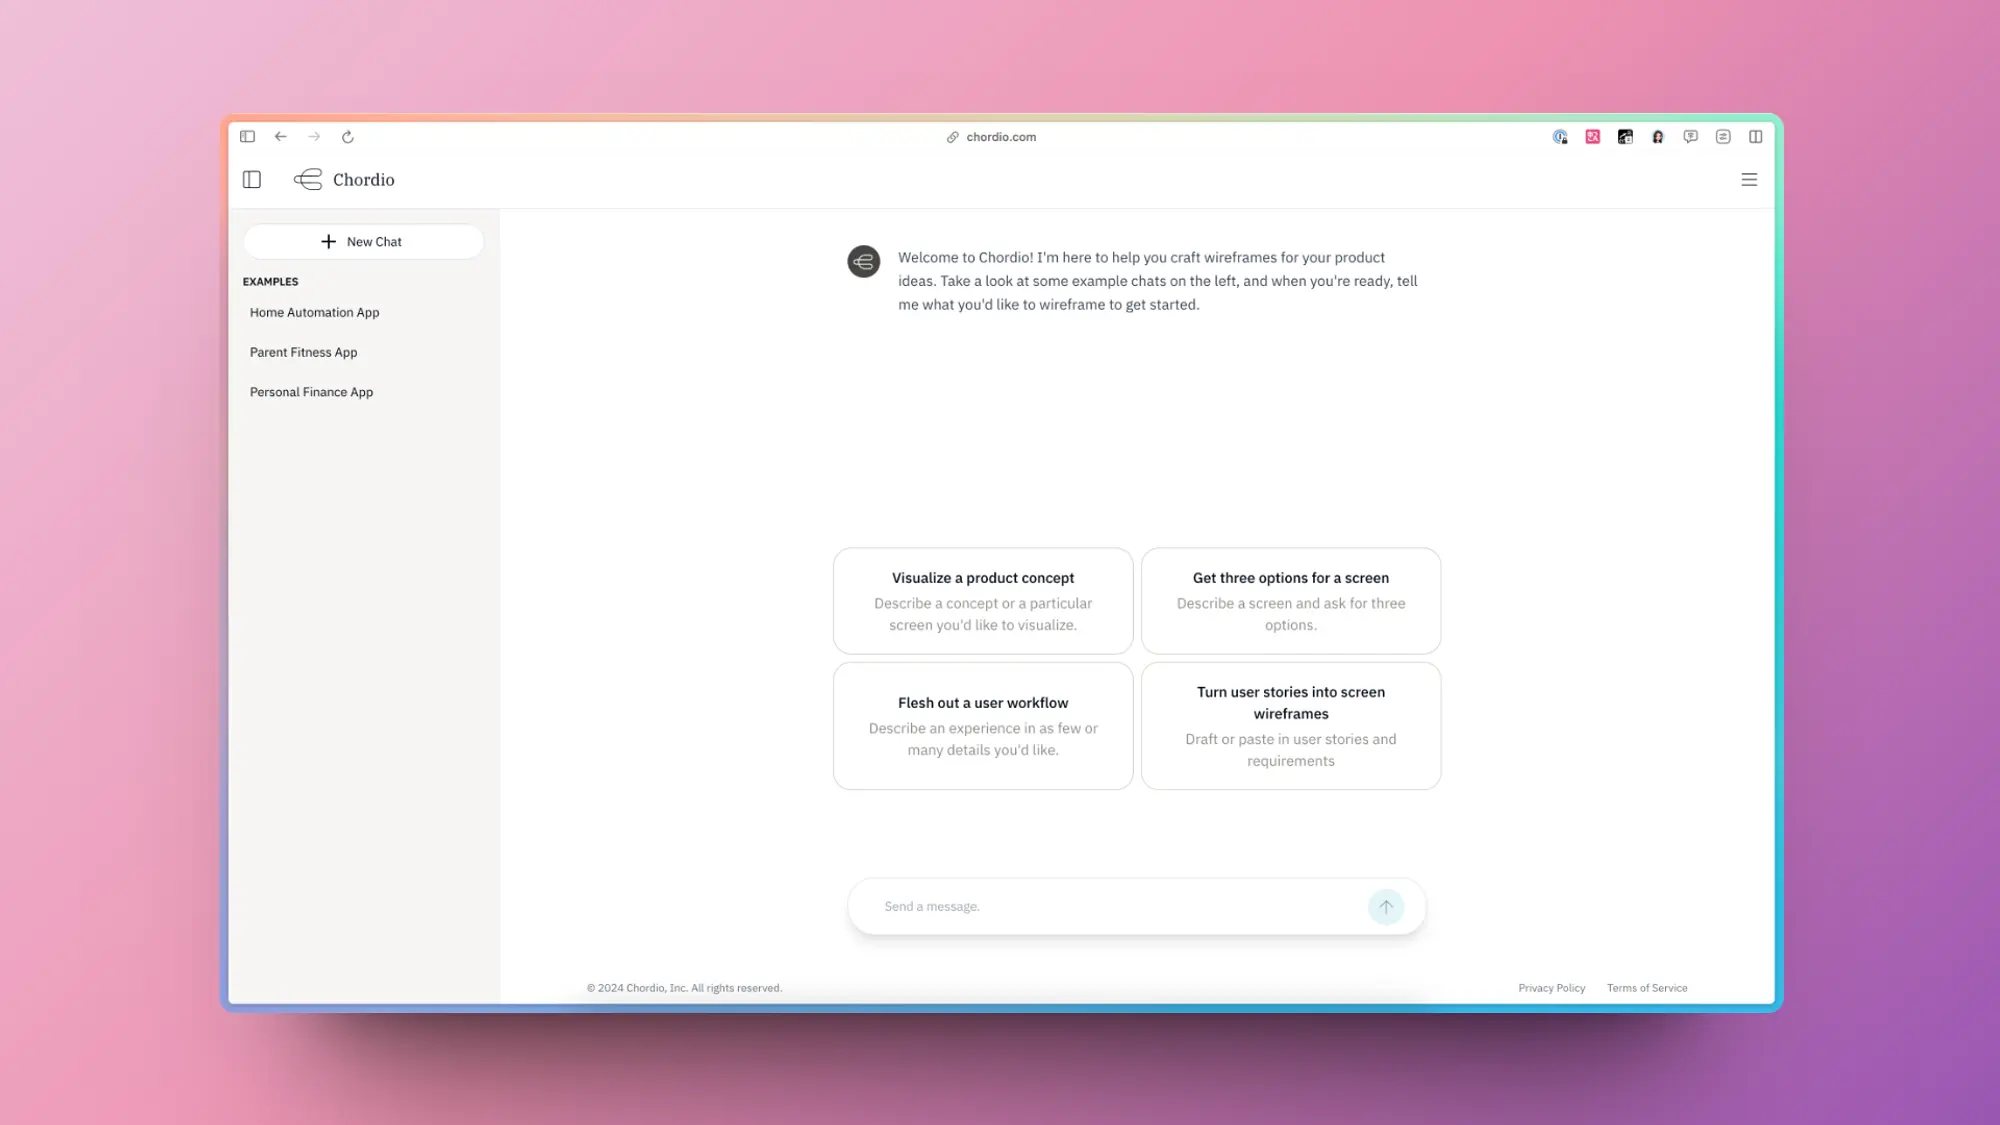 chordio.com
Chordio
New Chat
EXAMPLES
Home Automation App
Parent Fitness App
Personal Finance App
Welcome to Chordio! I'm here to help you craft wireframes for your product
ideas. Take a look at some example chats on the left, and when you're ready, tell
me what you'd like to wireframe to get started.
Visualize a product concept
Describe a concept or a particular
screen you'd like to visualize.
Get three options for a screen
Describe a screen and ask for three
options.
Flesh out a user workflow
Describe an experience in as few or
many details you'd like.
Turn user stories into screen
wireframes
Draft or paste in user stories and
requirements
Send a message.
© 2024 Chordio, Inc. All rights reserved.
Privacy Policy
Terms of Service